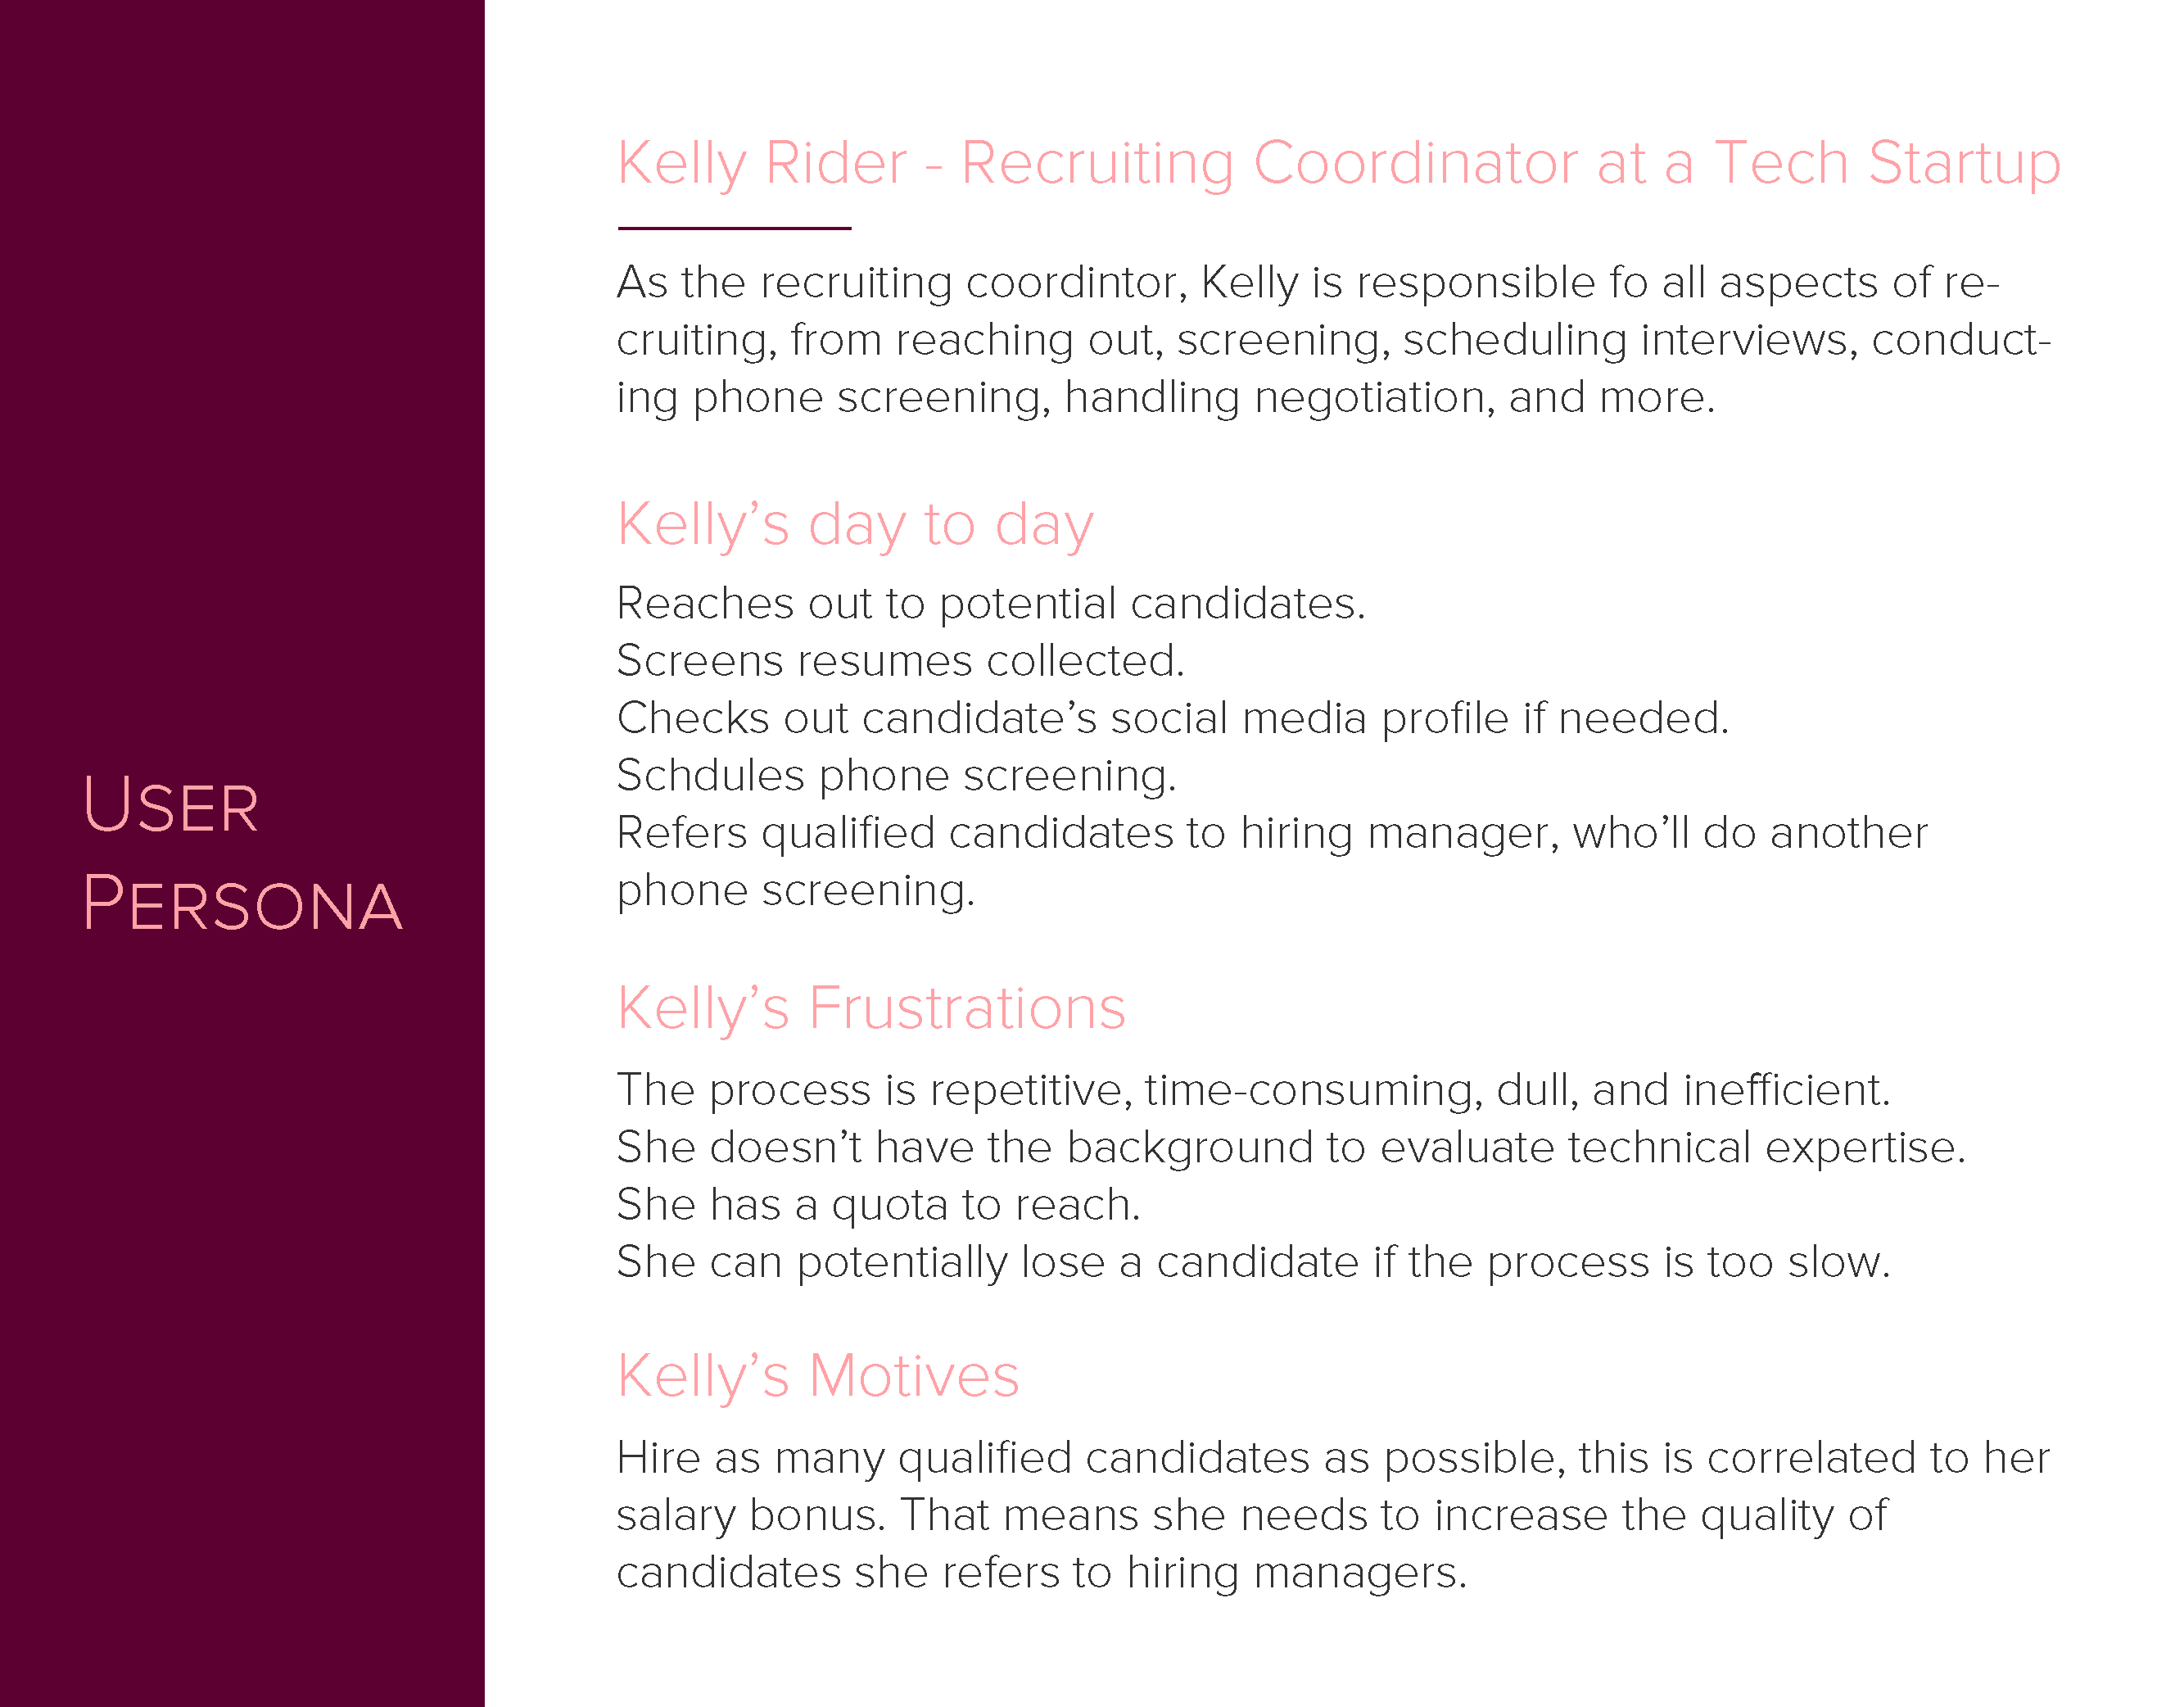 User
Persona
Kelly Rider - Recruiting Coordinator at a Tech Startup
As the recruiting coordintor, Kelly is responsible fo all aspects of re-
cruiting, from reaching out, screening, scheduling interviews, conduct-
ing phone screening, handling negotiation, and more.
Kelly’s day to day
Reaches out to potential candidates.
Screens resumes collected.
Checks out candidate’s social media profile if needed.
Schdules phone screening.
Refers qualified candidates to hiring manager, who’ll do another
phone screening.
Kelly’s Frustrations
The process is repetitive, time-consuming, dull, and inefficient.
She doesn’t have the background to evaluate technical expertise.
She has a quota to reach.
She can potentially lose a candidate if the process is too slow.
Kelly’s Motives
Hire as many qualified candidates as possible, this is correlated to her
salary bonus. That means she needs to increase the quality of
candidates she refers to hiring managers.